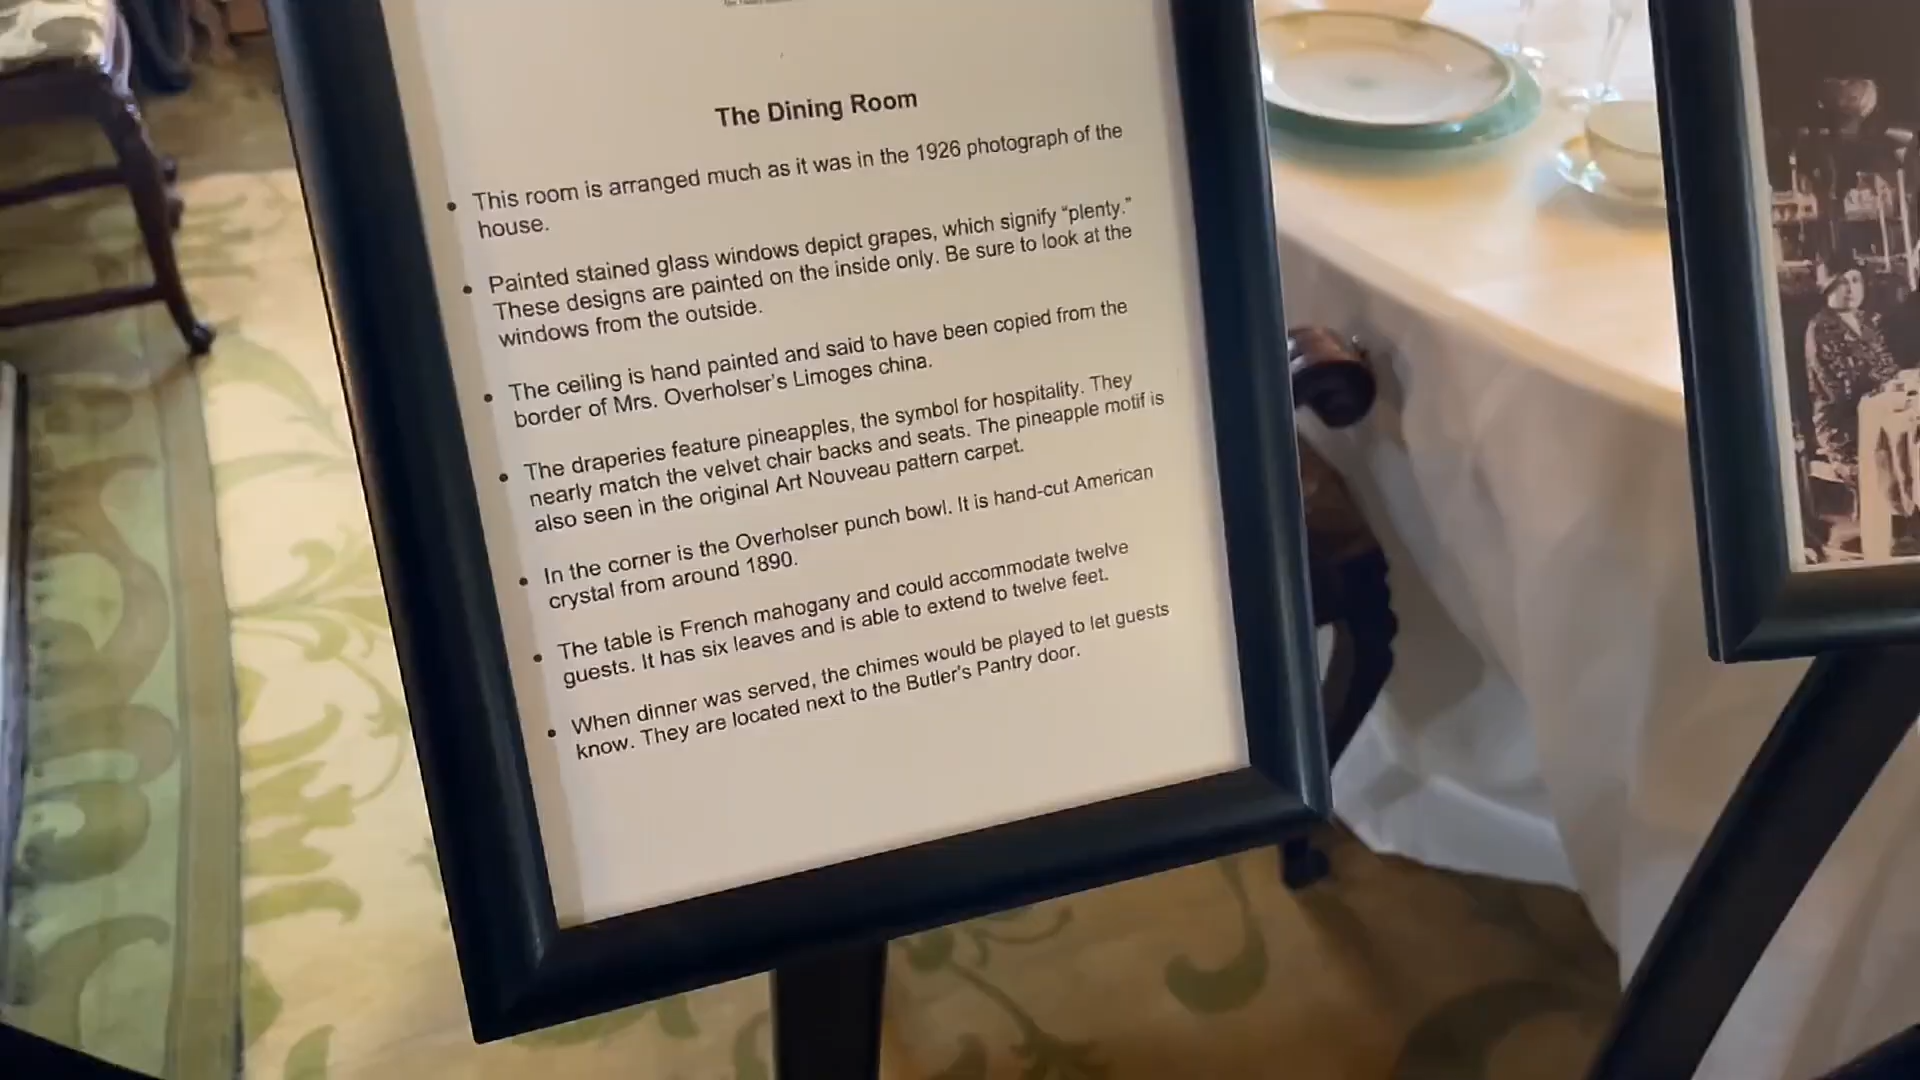 The Dining Room
• This room is arranged much as it was in the 1926 photograph of the
house.
• Painted stained glass windows depict grapes, which signify “plenty.”
These designs are painted on the inside only. Be sure to look at the
windows from the outside.
• The ceiling is hand painted and said to have been copied from the
border of Mrs. Overholser's Limoges china.
• The draperies feature pineapples, the symbol for hospitality. They
nearly match the velvet chair backs and seats. The pineapple motif is
also seen in the original Art Nouveau pattern carpet.
• In the corner is the Overholser punch bowl. It is hand-cut American
crystal from around 1890.
• The table is French mahogany and could accommodate twelve
guests. It has six leaves and is able to extend to twelve feet.
• When dinner was served, the chimes would be played to let guests
know. They are located next to the Butler's Pantry door.